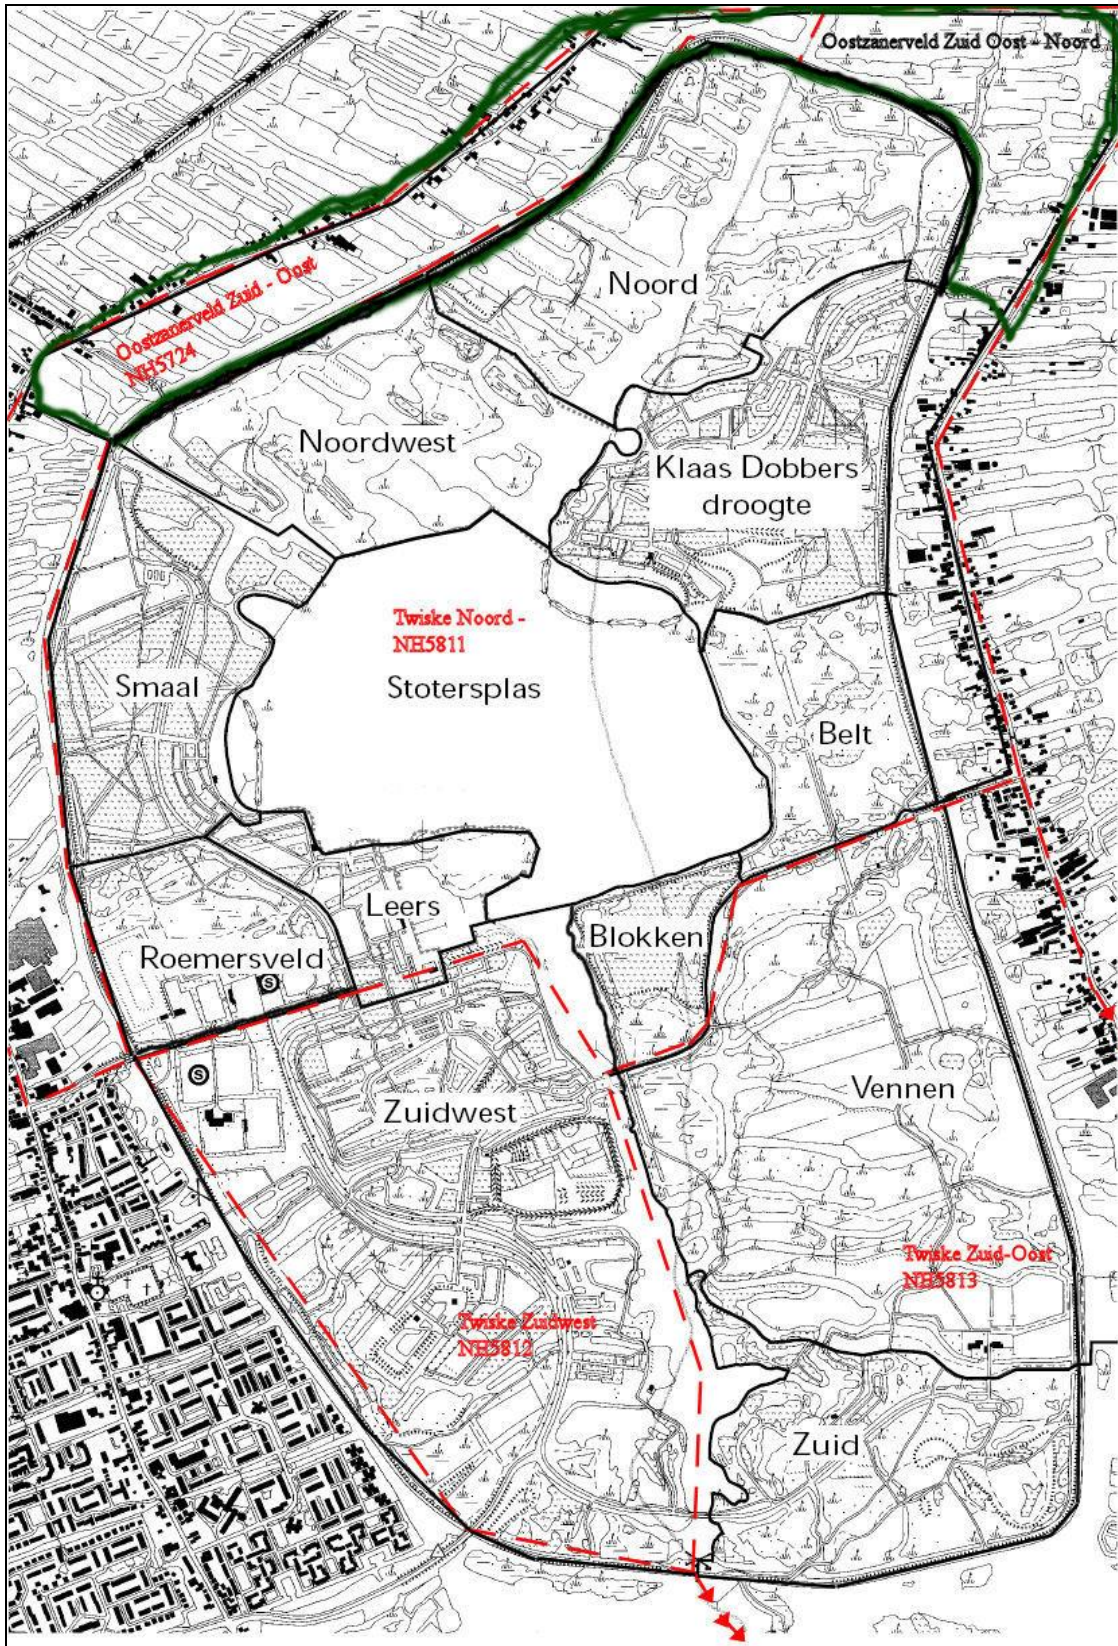 Oostzanerveld Zuid Oost - Noord
Oostzanerveld Zuid - Oost
NH5724
Noord
Noordwest
Klaas Dobbers
droogte
Twiske Noord -
NH5811
Stotersplas
Smaal
Belt
Leers
Blokken
Roemersveld
S
S
Zuidwest
Vennen
Twiske Zuid-Oost
NH5813
Twiske Zuidwest
NH5812
Zuid